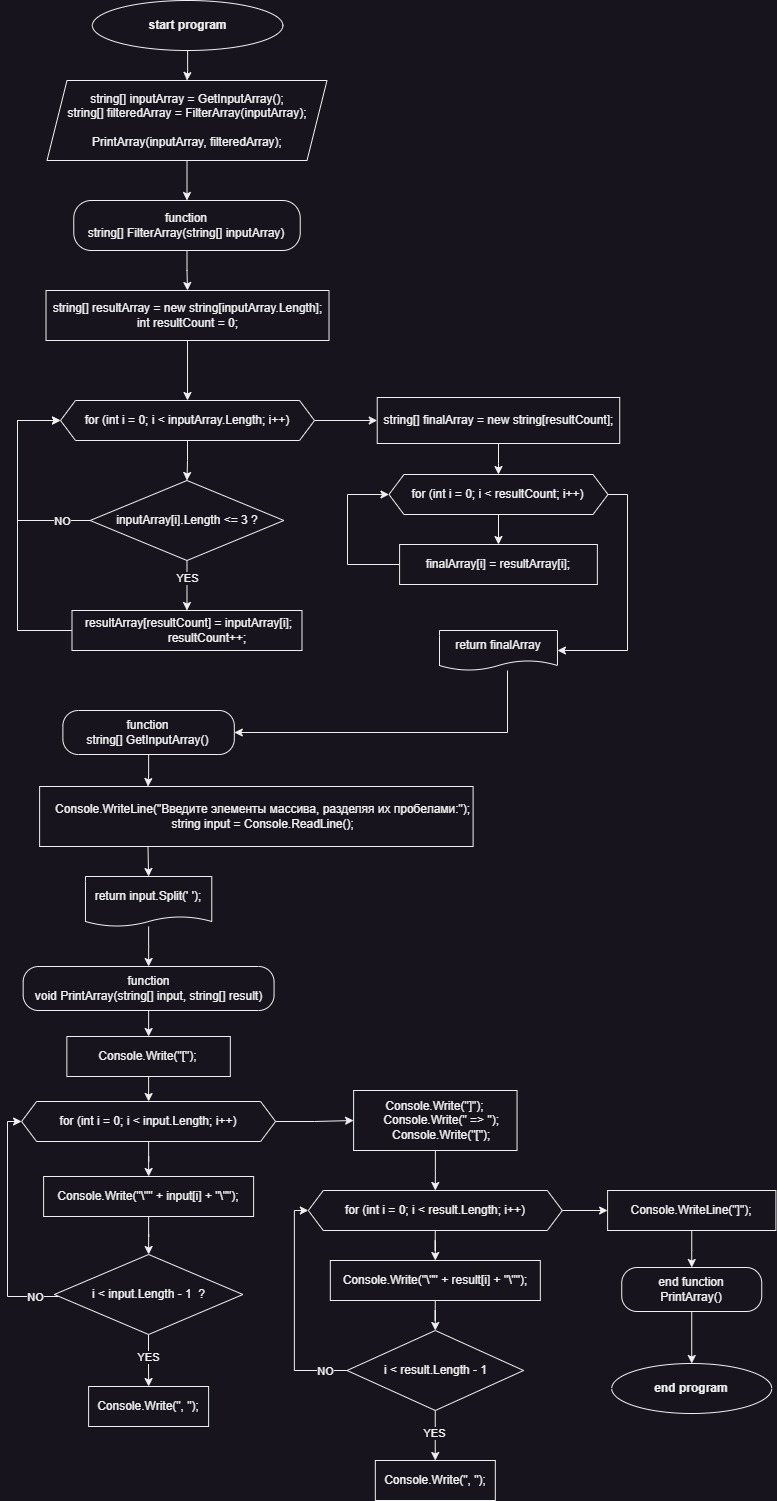 start program
string[] inputArray = GetInputArray();
string[] filteredArray = FilterArray(inputArray);
PrintArray(inputArray, filteredArray);
function
string[] FilterArray(string[] inputArray)
string[] resultArray = new string[inputArray.Length];
int resultCount = 0;
for (int i = 0; i < inputArray.Length; i++)
string[] finalArray = new string[resultCount];
for (int i = 0; i < resultCount; i++)
NO
inputArray[i].Length <= 3 ?
finalArray[i] = resultArray[i];
YES
resultArray[resultCount] = inputArray[i];
resultCount++;
return finalArray
function
string[] GetInputArray()
Console.WriteLine("Введите элементы массива, разделяя их пробелами:");
string input = Console.ReadLine();
return input.Split(' ');
function
void PrintArray(string[] input, string[] result)
Console.Write("[");
for (int i = 0; i < input.Length; i++)
Console.Write("]");
Console.Write(" => ");
Console.Write("[");
Console.Write("\"" + input[i] + "\"");
for (int i = 0; i < result.Length; i++)
Console.WriteLine("]");
Console.Write("\"" + result[i] + "\"");
NO
i < input.Length - 1 ?
end function
PrintArray()
YES
NO
i < result.Length - 1
end program
Console.Write(", ");
YES
Console.Write(", ");